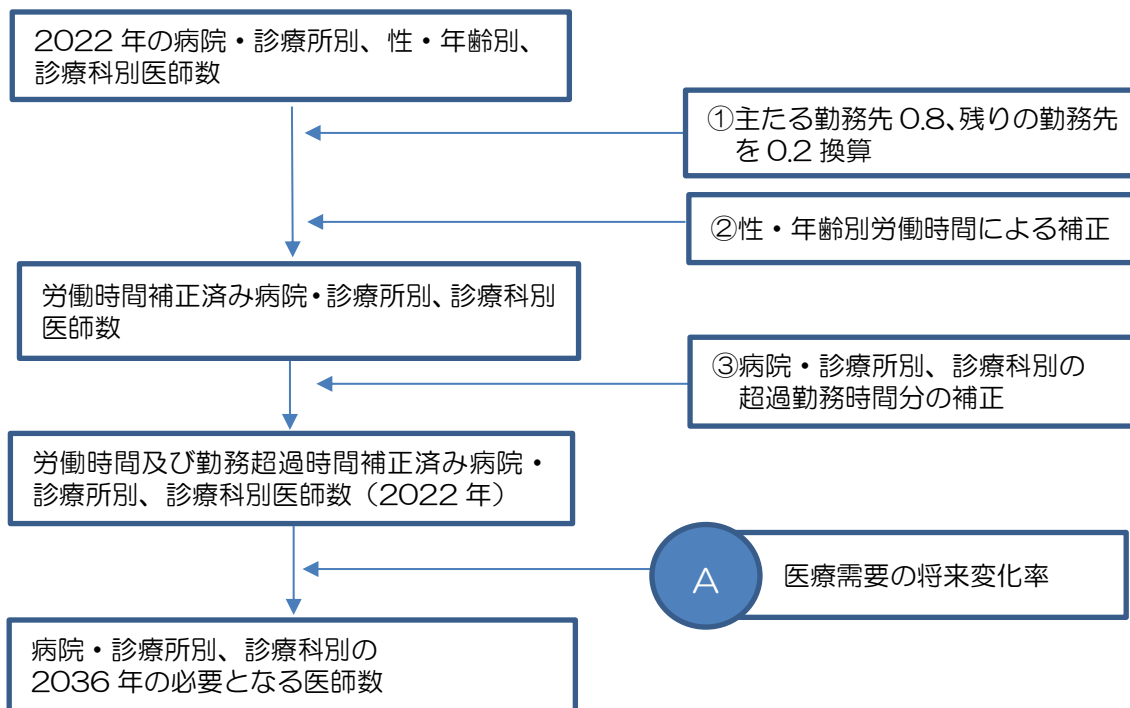 2022 年の病院・診療所別、性・年齢別、
診療科別医師数
①主たる勤務先 0.8、残りの勤務先
を 0.2 換算
②性・年齢別労働時間による補正
労働時間補正済み病院・診療所別、診療科別
医師数
③病院・診療所別、診療科別の
超過勤務時間分の補正
労働時間及び勤務超過時間補正済み病院・
診療所別、診療科別医師数（2022 年）
A
医療需要の将来変化率
病院・診療所別、診療科別の
2036 年の必要となる医師数